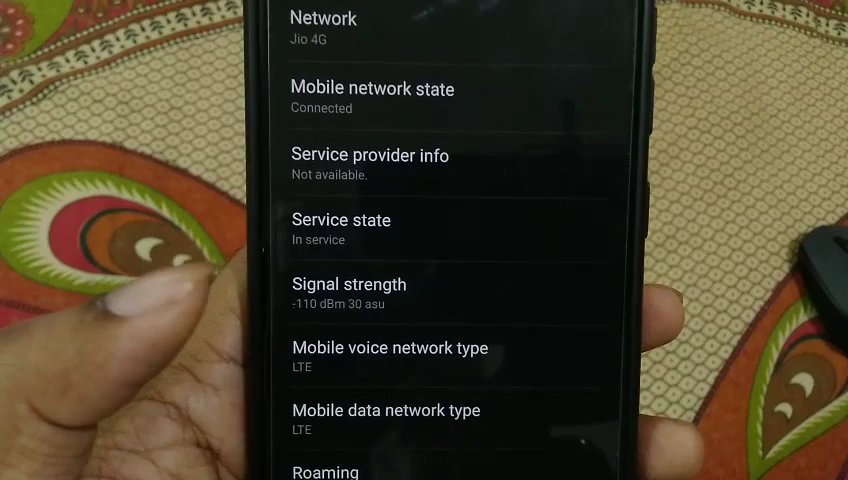 Network
Jio 4G
Mobile network state
Connected
Service provider info
Not available.
Service state
In service
Signal strength
-110 dBm 30 asu
Mobile voice network type
LTE
Mobile data network type
LTE
Roaming